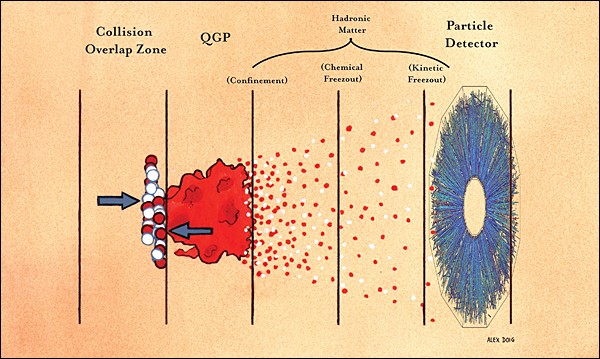 Collision
Overlap Zone
QGP
Hadronic
Matter
Particle
Detector
(Confinement)
(Chemical
Freezout)
(Kinetic
Freezout)
ALEX DOIG